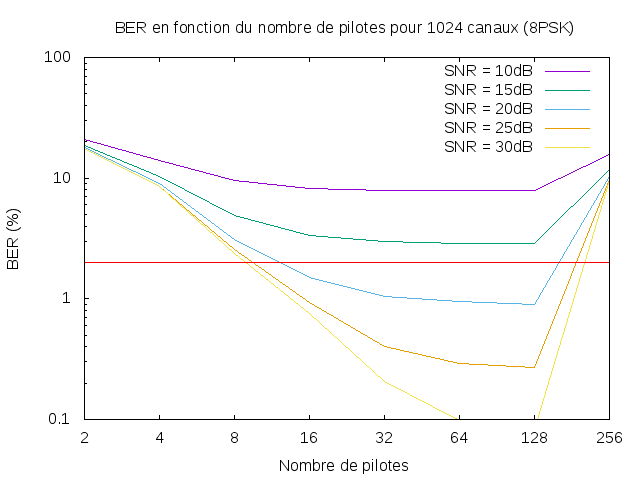 BER en fonction du nombre de pilotes pour 1024 canaux (8PSK)
100
10
1
0.1
BER (%)
SNR = 10dB
SNR = 15dB
SNR = 20dB
SNR = 25dB
SNR = 30dB
2 4 8 16 32 64 128 256
Nombre de pilotes